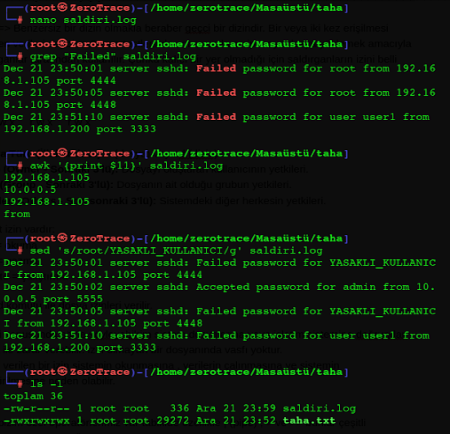 ┌──(root㉿ZeroTrace)-[/home/zerotrace/Masaüstü/taha]
└─# nano saldiri.log
┌──(root㉿ZeroTrace)-[/home/zerotrace/Masaüstü/taha]
└─# grep "Failed" saldiri.log
Dec 21 23:50:01 server sshd: Failed password for root from 192.16
8.1.105 port 4444
Dec 21 23:50:05 server sshd: Failed password for root from 192.16
8.1.105 port 4448
Dec 21 23:51:10 server sshd: Failed password for user user1 from
192.168.1.200 port 3333
┌──(root㉿ZeroTrace)-[/home/zerotrace/Masaüstü/taha]
└─# awk '{print $11}' saldiri.log
192.168.1.105
10.0.0.5
192.168.1.105
from
┌──(root㉿ZeroTrace)-[/home/zerotrace/Masaüstü/taha]
└─# sed 's/root/YASAKLI_KULLANICI/g' saldiri.log
Dec 21 23:50:01 server sshd: Failed password for YASAKLI_KULLANIC
I from 192.168.1.105 port 4444
Dec 21 23:50:02 server sshd: Accepted password for admin from 10.
0.0.5 port 5555
Dec 21 23:50:05 server sshd: Failed password for YASAKLI_KULLANIC
I from 192.168.1.105 port 4448
Dec 21 23:51:10 server sshd: Failed password for user user1 from
192.168.1.200 port 3333
┌──(root㉿ZeroTrace)-[/home/zerotrace/Masaüstü/taha]
└─# ls -l
toplam 36
-rw-r--r-- 1 root root   336 Ara 21 23:59 saldiri.log
-rwxrwxrwx 1 root root 29272 Ara 21 23:52 taha.txt